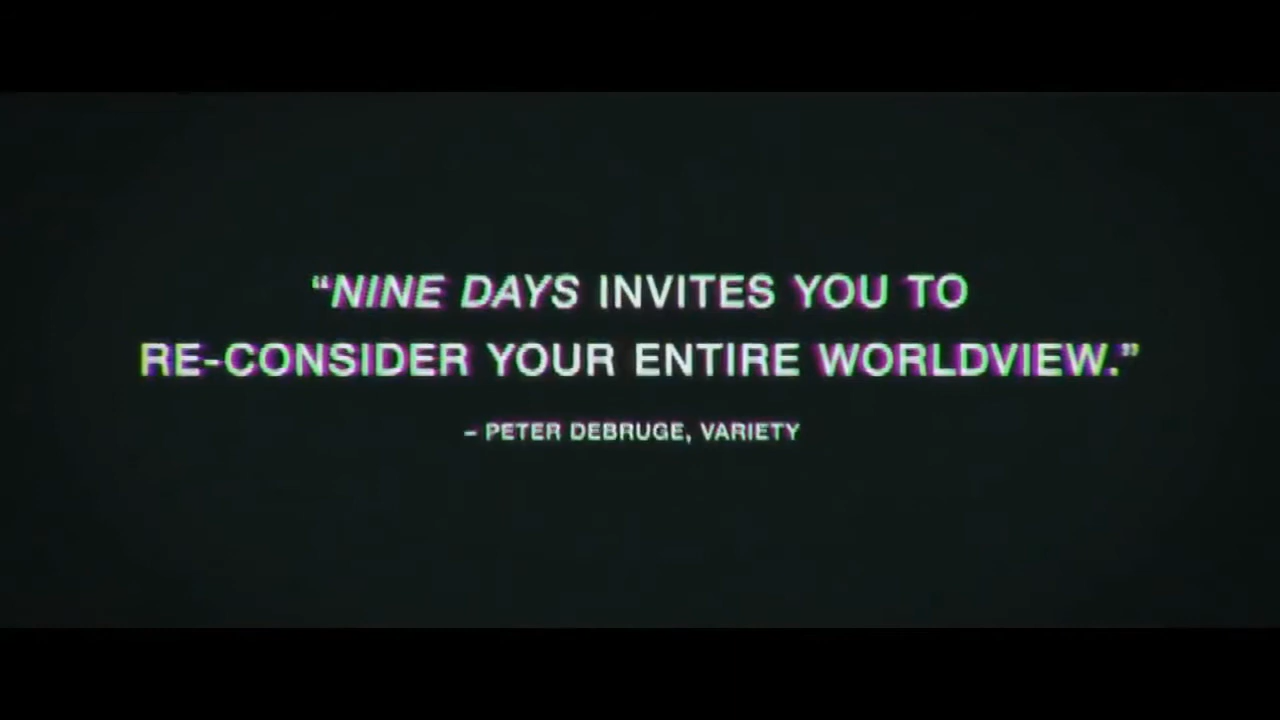 “NINE DAYS INVITES YOU TO
RE-CONSIDER YOUR ENTIRE WORLDVIEW.”
– PETER DEBRUGE, VARIETY